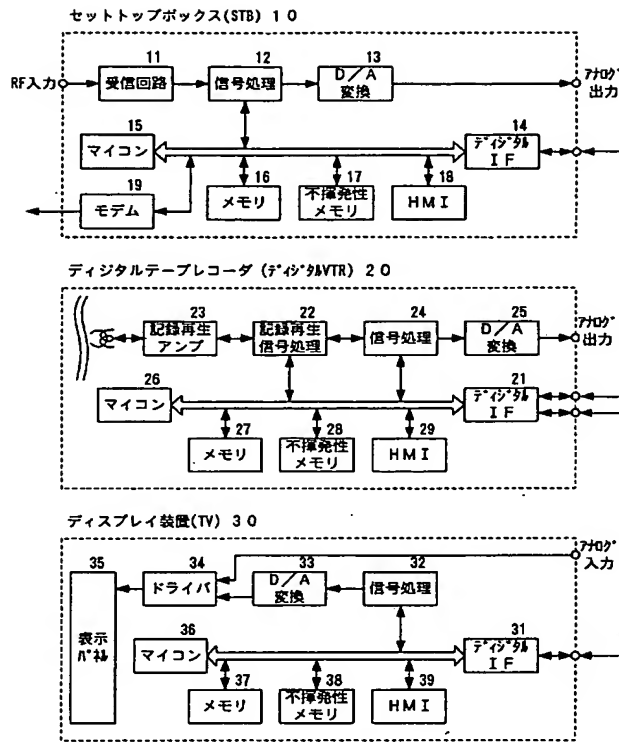 セットトップボックス(STB) 10
11
12
13
RF入力
受信回路
信号処理
D/A
変換
アナログ
出力
15
14
マイコン
ディジタル
IF
19
16
17
18
モデム
メモリ
不揮発性
メモリ
HMI
ディジタルテープレコーダ(ディジタルVTR) 20
23
22
24
25
記録再生
アンプ
記録再生
信号処理
信号処理
D/A
変換
アナログ
出力
26
21
マイコン
ディジタル
IF
27
28
29
メモリ
不揮発性
メモリ
HMI
ディスプレイ装置(TV) 30
35
34
33
32
アナログ
入力
ドライバ
D/A
変換
信号処理
表示
パネル
36
31
マイコン
ディジタル
IF
37
38
39
メモリ
不揮発性
メモリ
HMI